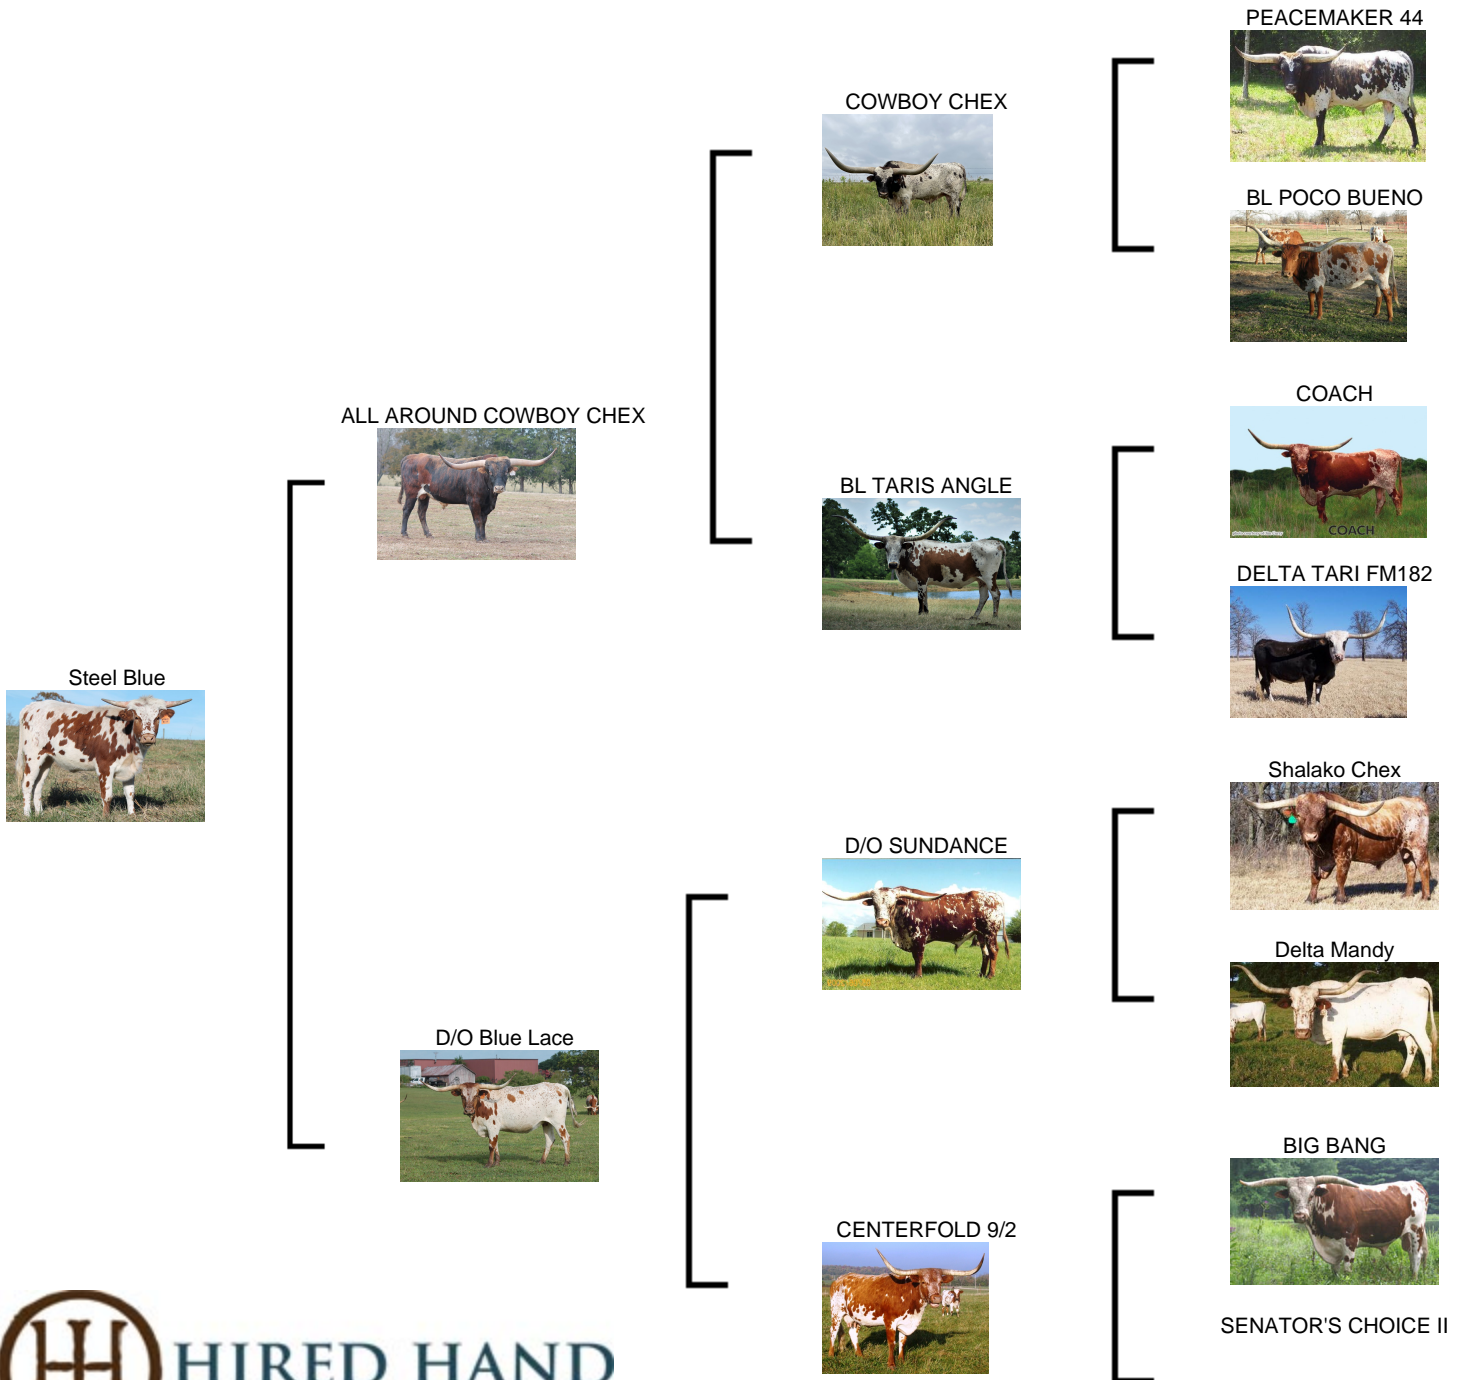 PEACEMAKER 44
COWBOY CHEX
BL POCO BUENO
COACH
COACH
ALL AROUND COWBOY CHEX
BL TARIS ANGLE
DELTA TARI FM182
Steel Blue
Shalako Chex
D/O SUNDANCE
Delta Mandy
D/O Blue Lace
BIG BANG
CENTERFOLD 9/2
SENATOR'S CHOICE II
HIRED HAND